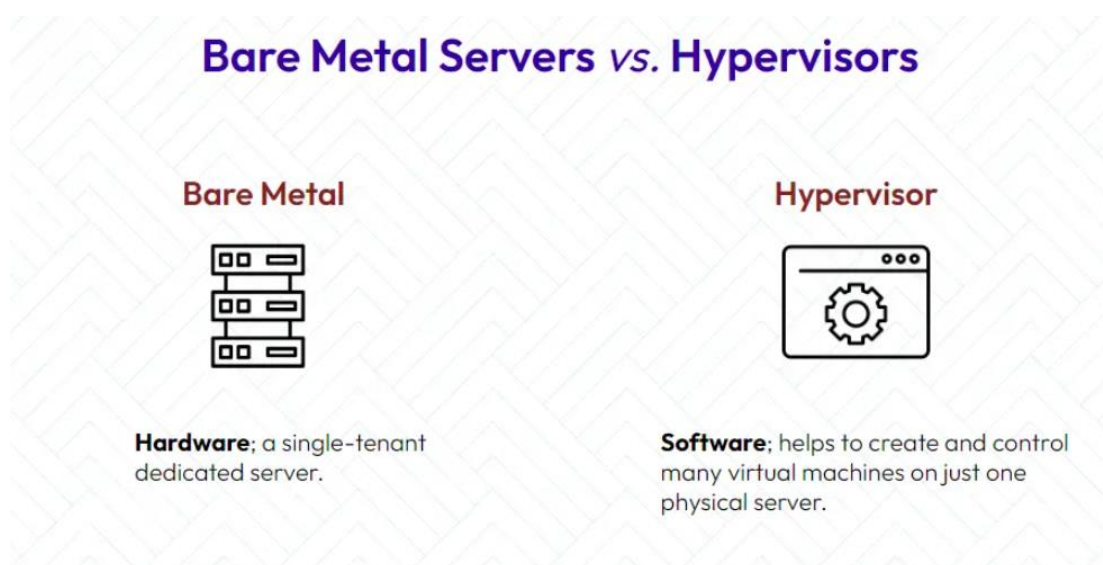 Bare Metal Servers vs. Hypervisors
Bare Metal
Hypervisor
Hardware; a single-tenant
dedicated server.
Software; helps to create and control
many virtual machines on just one
physical server.